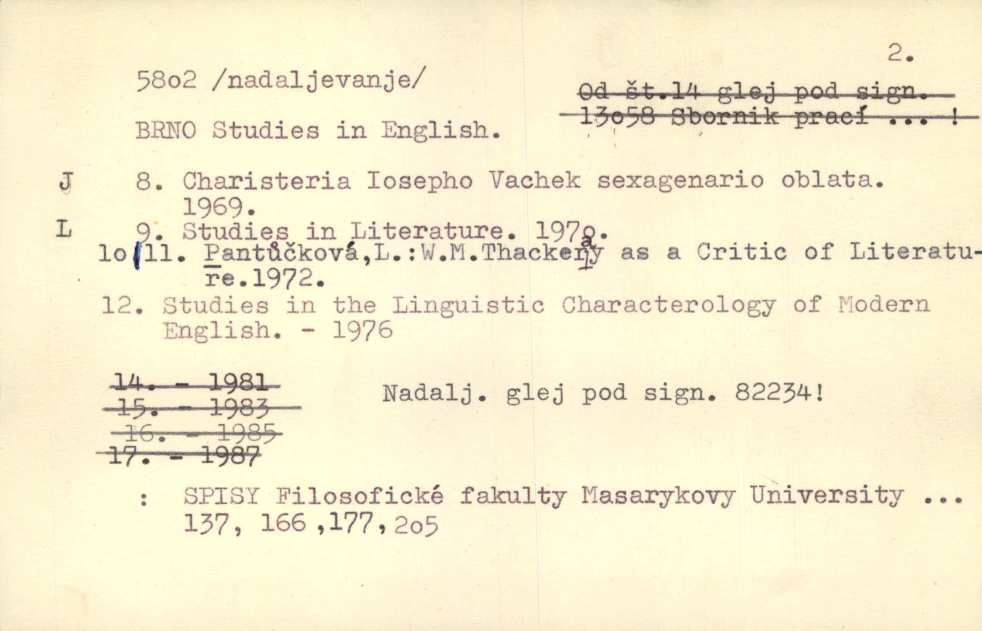 2.
58o2 /nadaljevanje/
Od št.14 glej pod sign.
13o58 Sbornik prací ... !
BRNO Studies in English.
J 8. Charisteria Iosepho Vachek sexagenario oblata.
1969.
L 9. Studies in Literature. 1970.
lo/11. Pantůčková,L.:W.M.Thackeray as a Critic of Literatu-
re.1972.
12. Studies in the Linguistic Characterology of Modern
English. - 1976
14. - 1981
Nadalj. glej pod sign. 82234!
15. - 1983
16. - 1985
17. - 1987
: SPISY Filosofické fakulty Masarykovy University ...
137, 166 ,177, 2o5